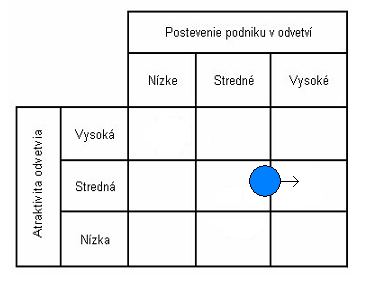 Postevenie podniku v odvetví
Nízke Stredné Vysoké
Atraktivita odvetvia
Vysoká
Stredná
Nízka